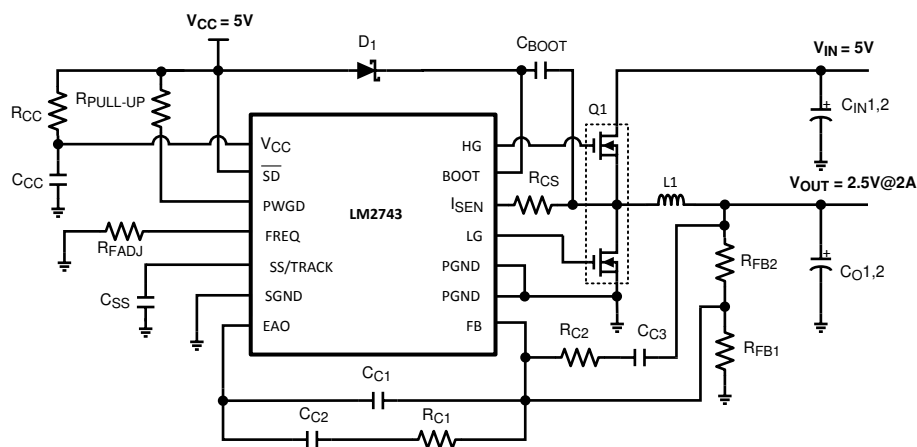 VCC = 5V
D1
CBOOT
VIN = 5V
RCC
RPULL-UP
Q1
CIN1,2
+
CCC
VCC
SD
PWGD
FREQ
SS/TRACK
SGND
EAO
LM2743
HG
BOOT
ISEN
LG
PGND
PGND
FB
RCS
L1
VOUT = 2.5V@2A
RFADJ
CSS
RFB2
+
CO1,2
RC2
CC3
RFB1
CC1
CC2
RC1